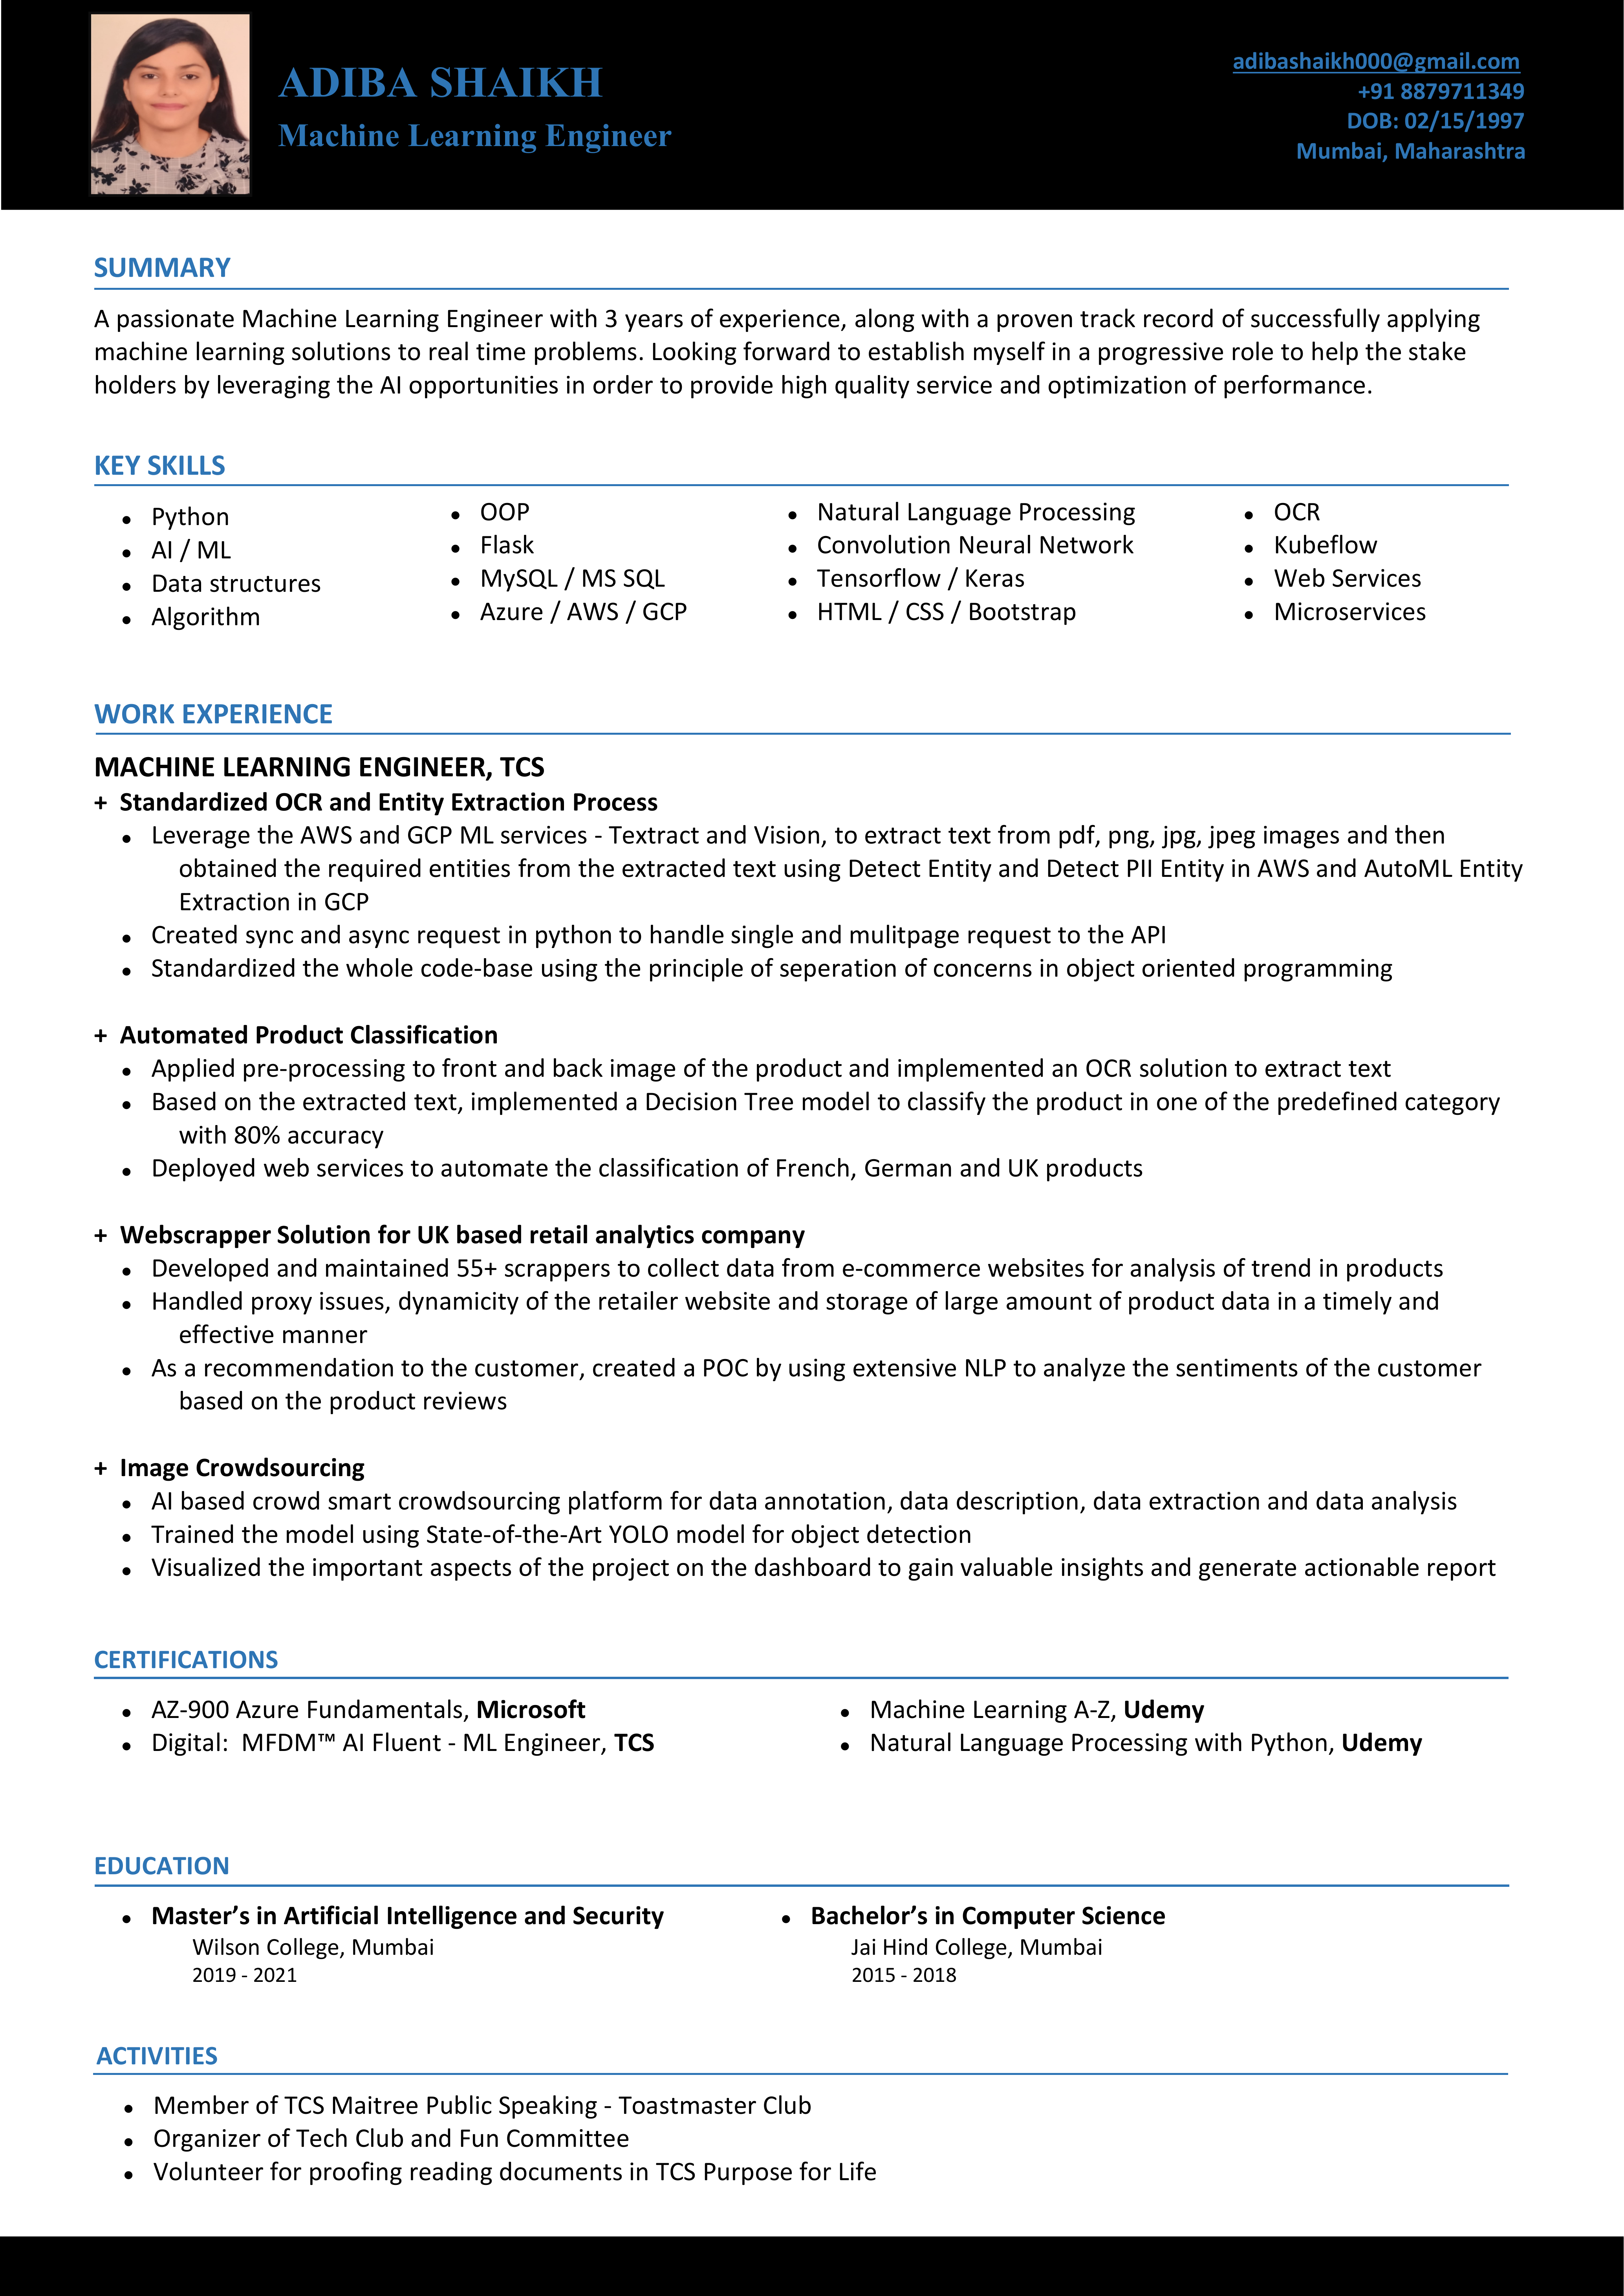 ADIBA SHAIKH
Machine Learning Engineer
adibashaikh000@gmail.com
+91 8879711349
DOB: 02/15/1997
Mumbai, Maharashtra
SUMMARY
A passionate Machine Learning Engineer with 3 years of experience, along with a proven track record of successfully applying
machine learning solutions to real time problems. Looking forward to establish myself in a progressive role to help the stake
holders by leveraging the AI opportunities in order to provide high quality service and optimization of performance.
KEY SKILLS
● Python
● AI / ML
● Data structures
● Algorithm
● OOP
● Flask
● MySQL / MS SQL
● Azure / AWS / GCP
● Natural Language Processing
● Convolution Neural Network
● Tensorflow / Keras
● HTML / CSS / Bootstrap
● OCR
● Kubeflow
● Web Services
● Microservices
WORK EXPERIENCE
MACHINE LEARNING ENGINEER, TCS
+ Standardized OCR and Entity Extraction Process
● Leverage the AWS and GCP ML services - Textract and Vision, to extract text from pdf, png, jpg, jpeg images and then
obtained the required entities from the extracted text using Detect Entity and Detect PII Entity in AWS and AutoML Entity
Extraction in GCP
● Created sync and async request in python to handle single and mulitpage request to the API
● Standardized the whole code-base using the principle of seperation of concerns in object oriented programming
+ Automated Product Classification
● Applied pre-processing to front and back image of the product and implemented an OCR solution to extract text
● Based on the extracted text, implemented a Decision Tree model to classify the product in one of the predefined category
with 80% accuracy
● Deployed web services to automate the classification of French, German and UK products
+ Webscrapper Solution for UK based retail analytics company
● Developed and maintained 55+ scrappers to collect data from e-commerce websites for analysis of trend in products
● Handled proxy issues, dynamicity of the retailer website and storage of large amount of product data in a timely and
effective manner
● As a recommendation to the customer, created a POC by using extensive NLP to analyze the sentiments of the customer
based on the product reviews
+ Image Crowdsourcing
● AI based crowd smart crowdsourcing platform for data annotation, data description, data extraction and data analysis
● Trained the model using State-of-the-Art YOLO model for object detection
● Visualized the important aspects of the project on the dashboard to gain valuable insights and generate actionable report
CERTIFICATIONS
● AZ-900 Azure Fundamentals, Microsoft
● Digital:  MFDM™ AI Fluent - ML Engineer, TCS
● Machine Learning A-Z, Udemy
● Natural Language Processing with Python, Udemy
EDUCATION
● Master’s in Artificial Intelligence and Security
Wilson College, Mumbai
2019 - 2021
● Bachelor’s in Computer Science
Jai Hind College, Mumbai
2015 - 2018
ACTIVITIES
● Member of TCS Maitree Public Speaking - Toastmaster Club
● Organizer of Tech Club and Fun Committee
● Volunteer for proofing reading documents in TCS Purpose for Life